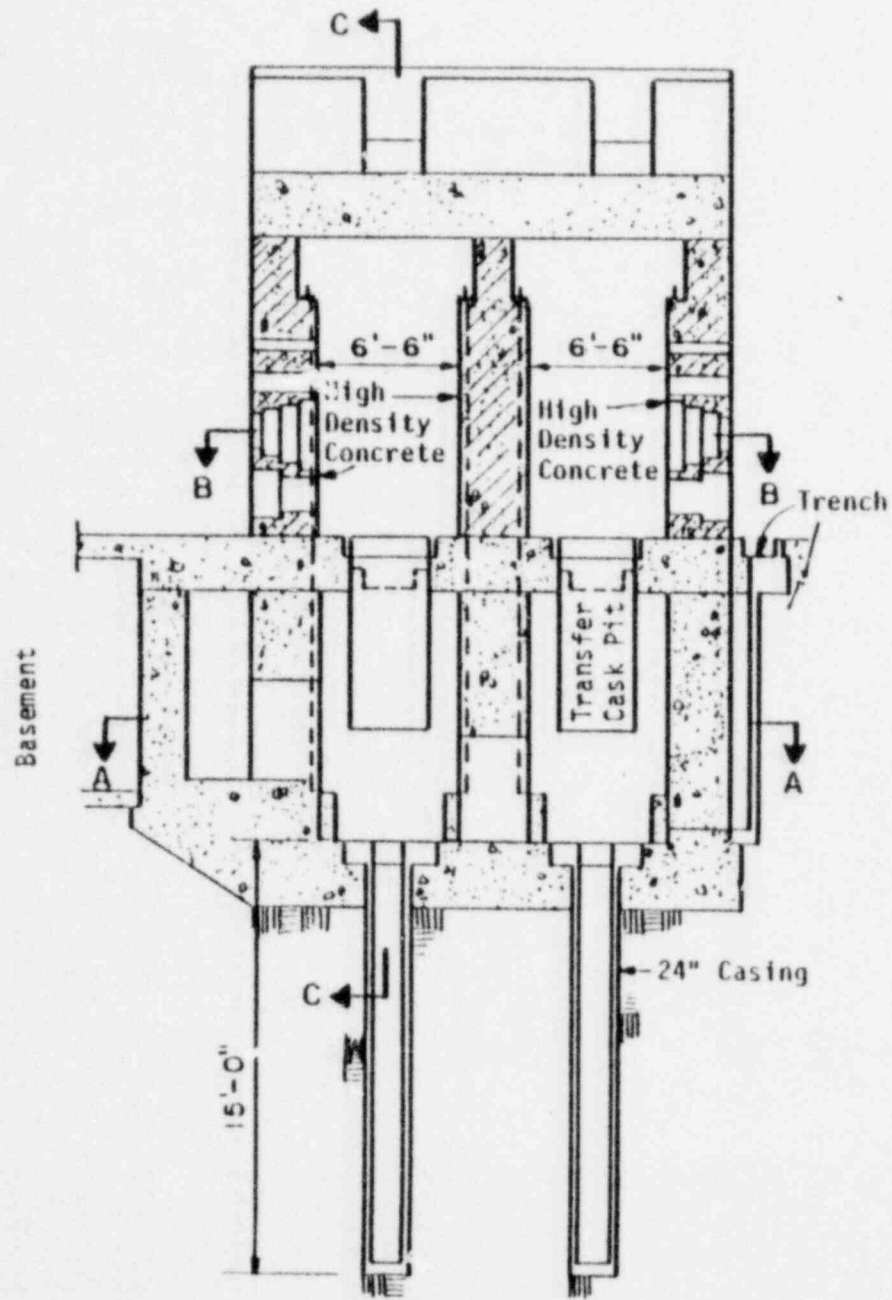 C
6'-6"
6'-6"
High
Density
Concrete
High
Density
Concrete
B
B
Trench
Transfer
Cask Pit
Basement
A
A
C
24" Casing
15'-0"